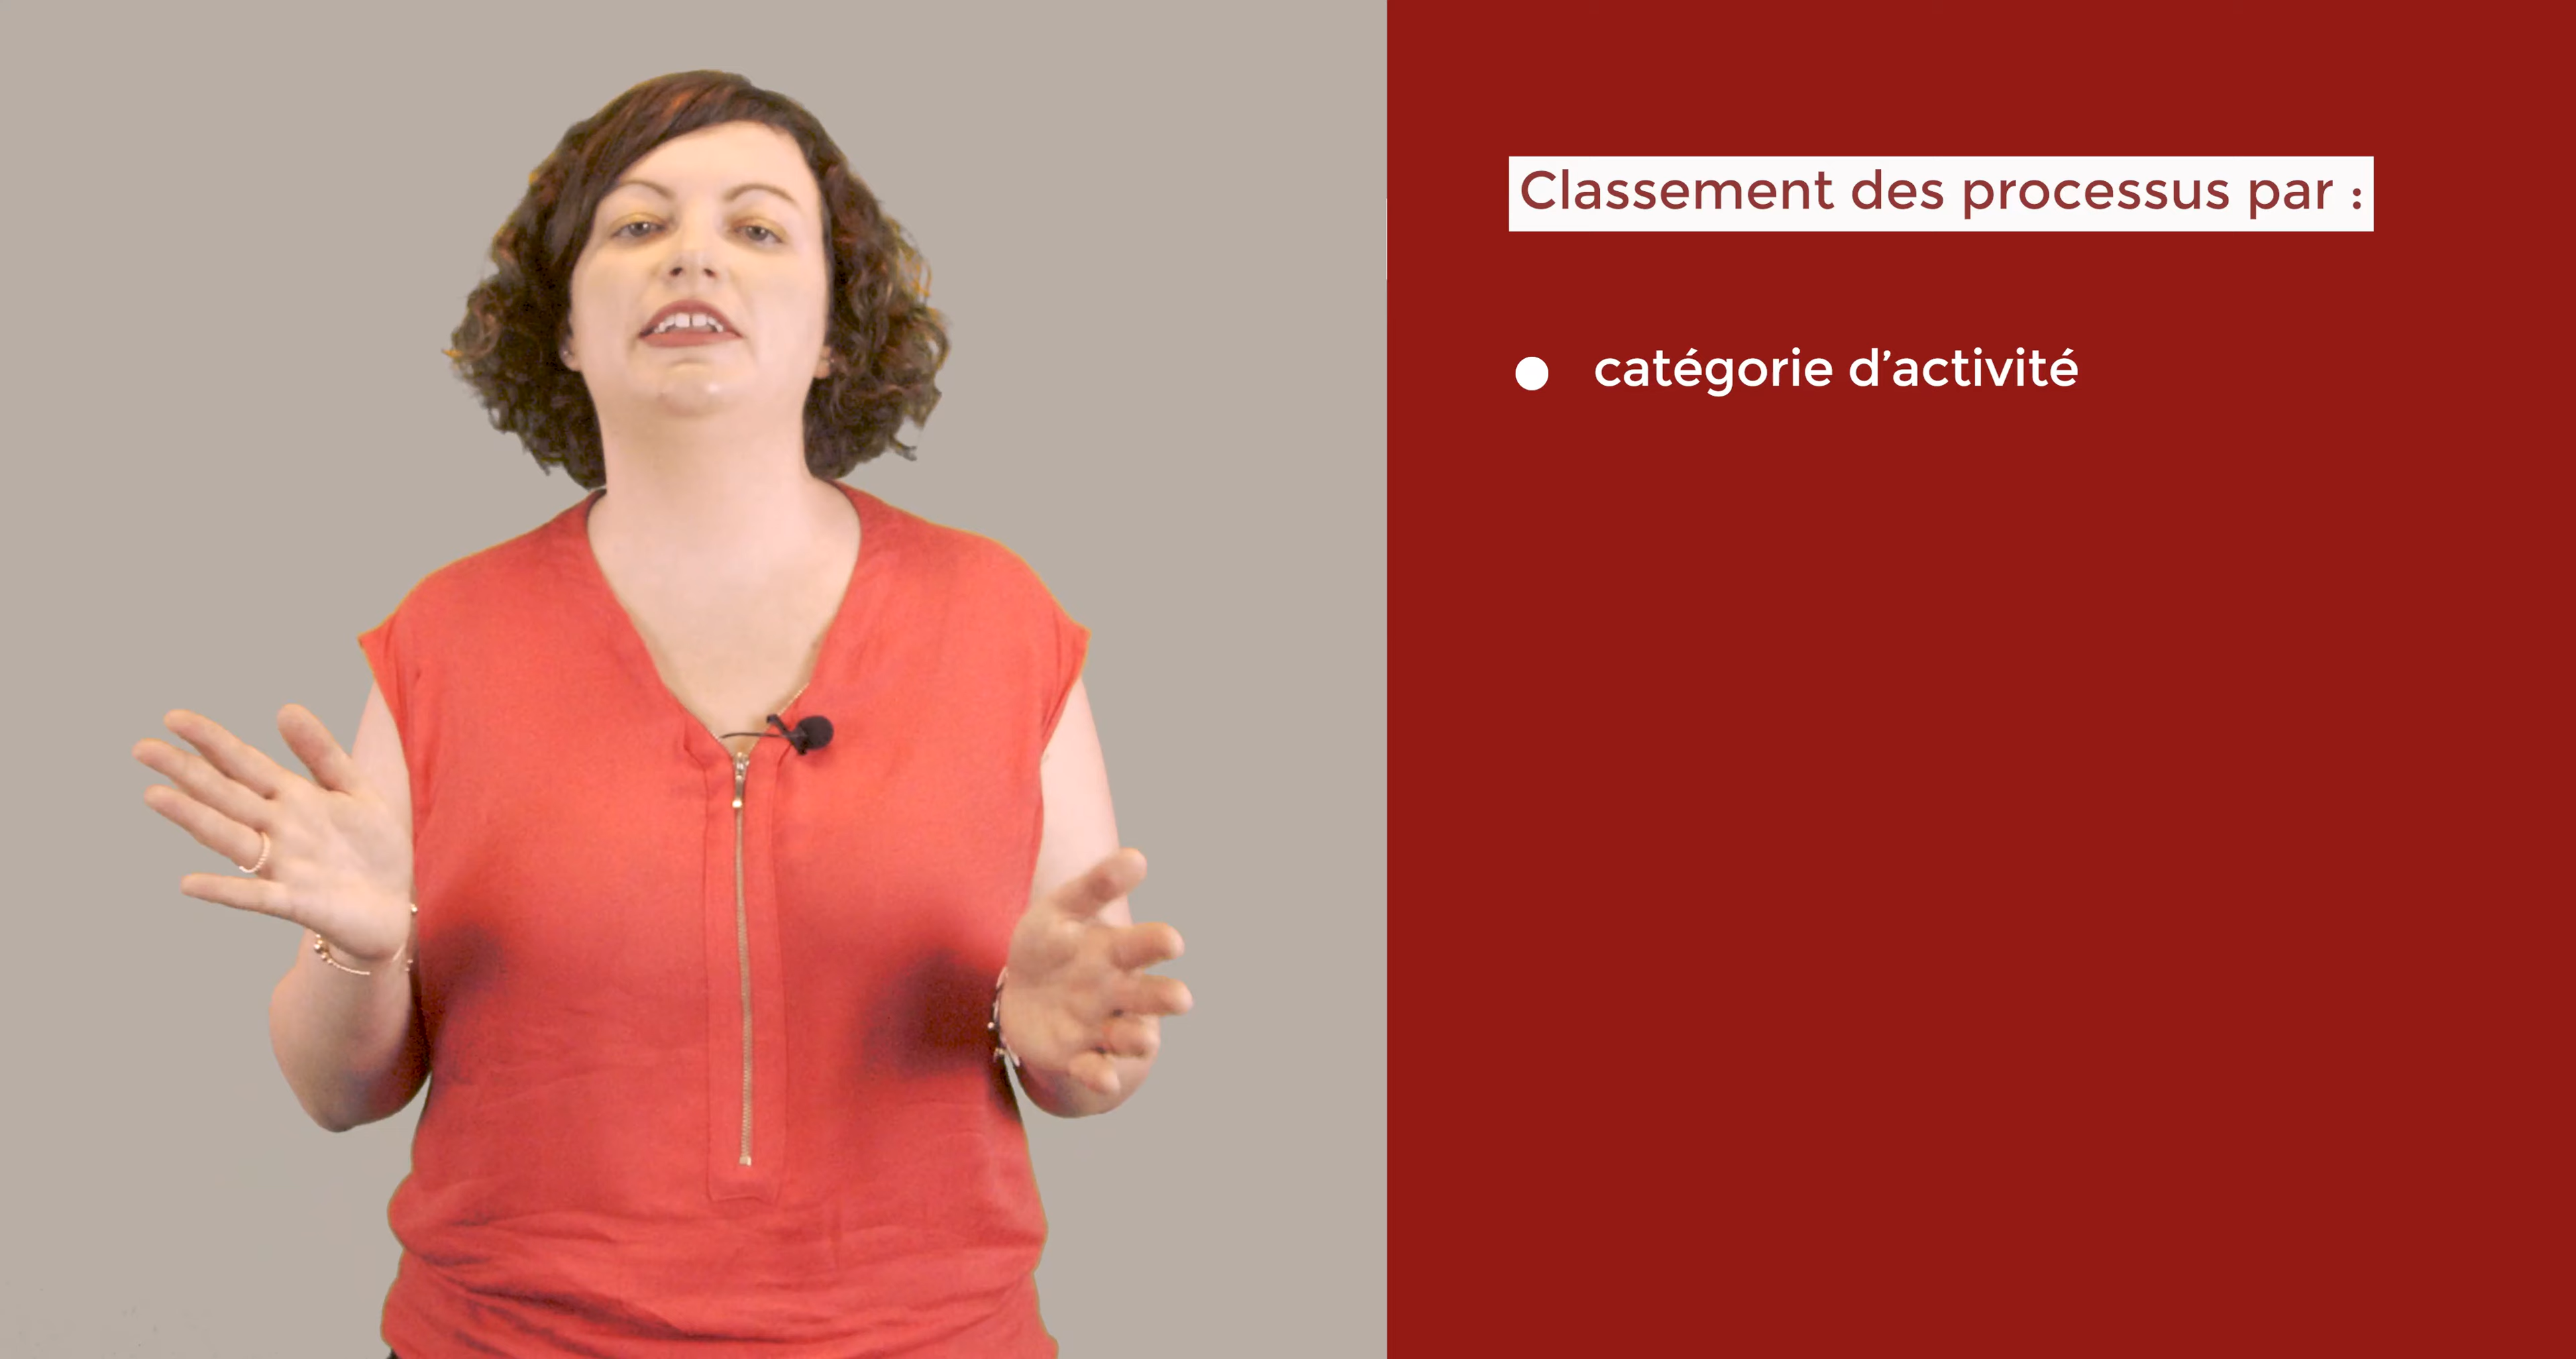 Classement des processus par :
catégorie d’activité